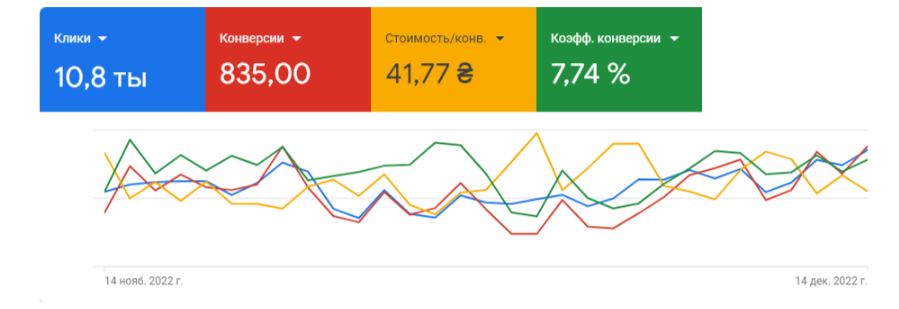 Клики
Конверсии
Стоимость/конв.
Коэфф. конверсии
10,8 ты
835,00
41,77 ₴
7,74 %
14 нояб. 2022 г.
14 дек. 2022 г.